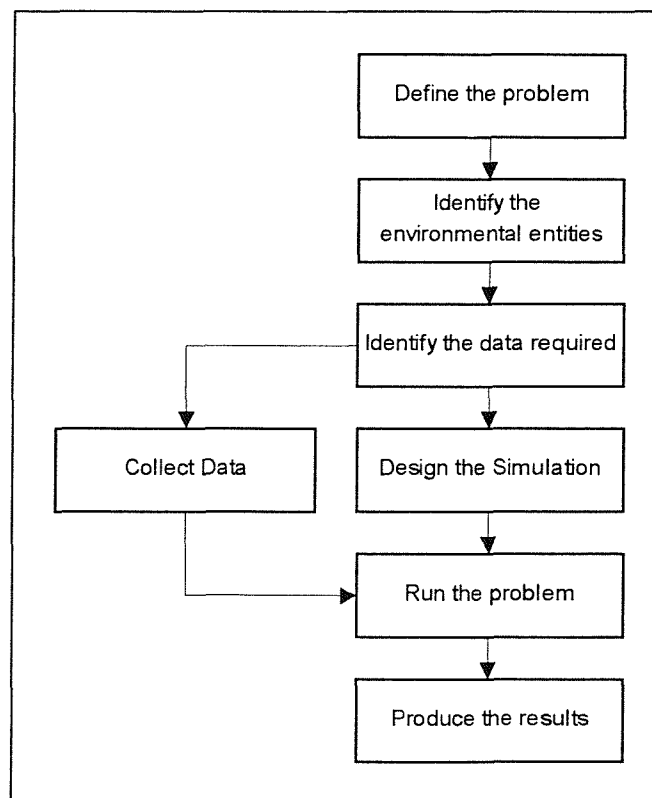 Define the problem
Identify the
environmental entities
Identify the data required
Collect Data
Design the Simulation
Run the problem
Produce the results